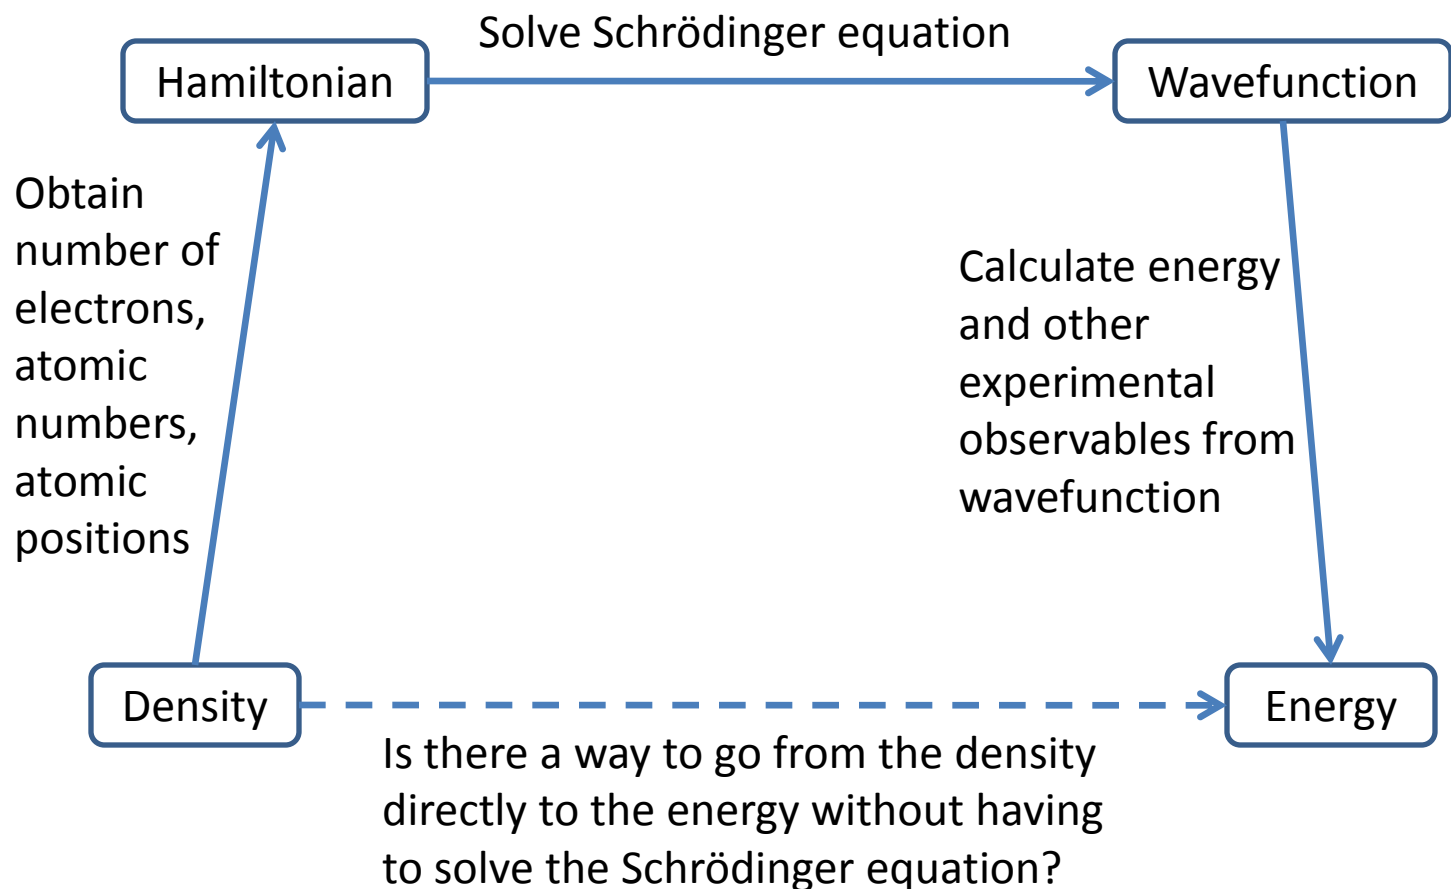 Solve Schrödinger equation
Hamiltonian
Wavefunction
Obtain
number of
electrons,
atomic
numbers,
atomic
positions
Calculate energy
and other
experimental
observables from
wavefunction
Density
Energy
Is there a way to go from the density
directly to the energy without having
to solve the Schrödinger equation?